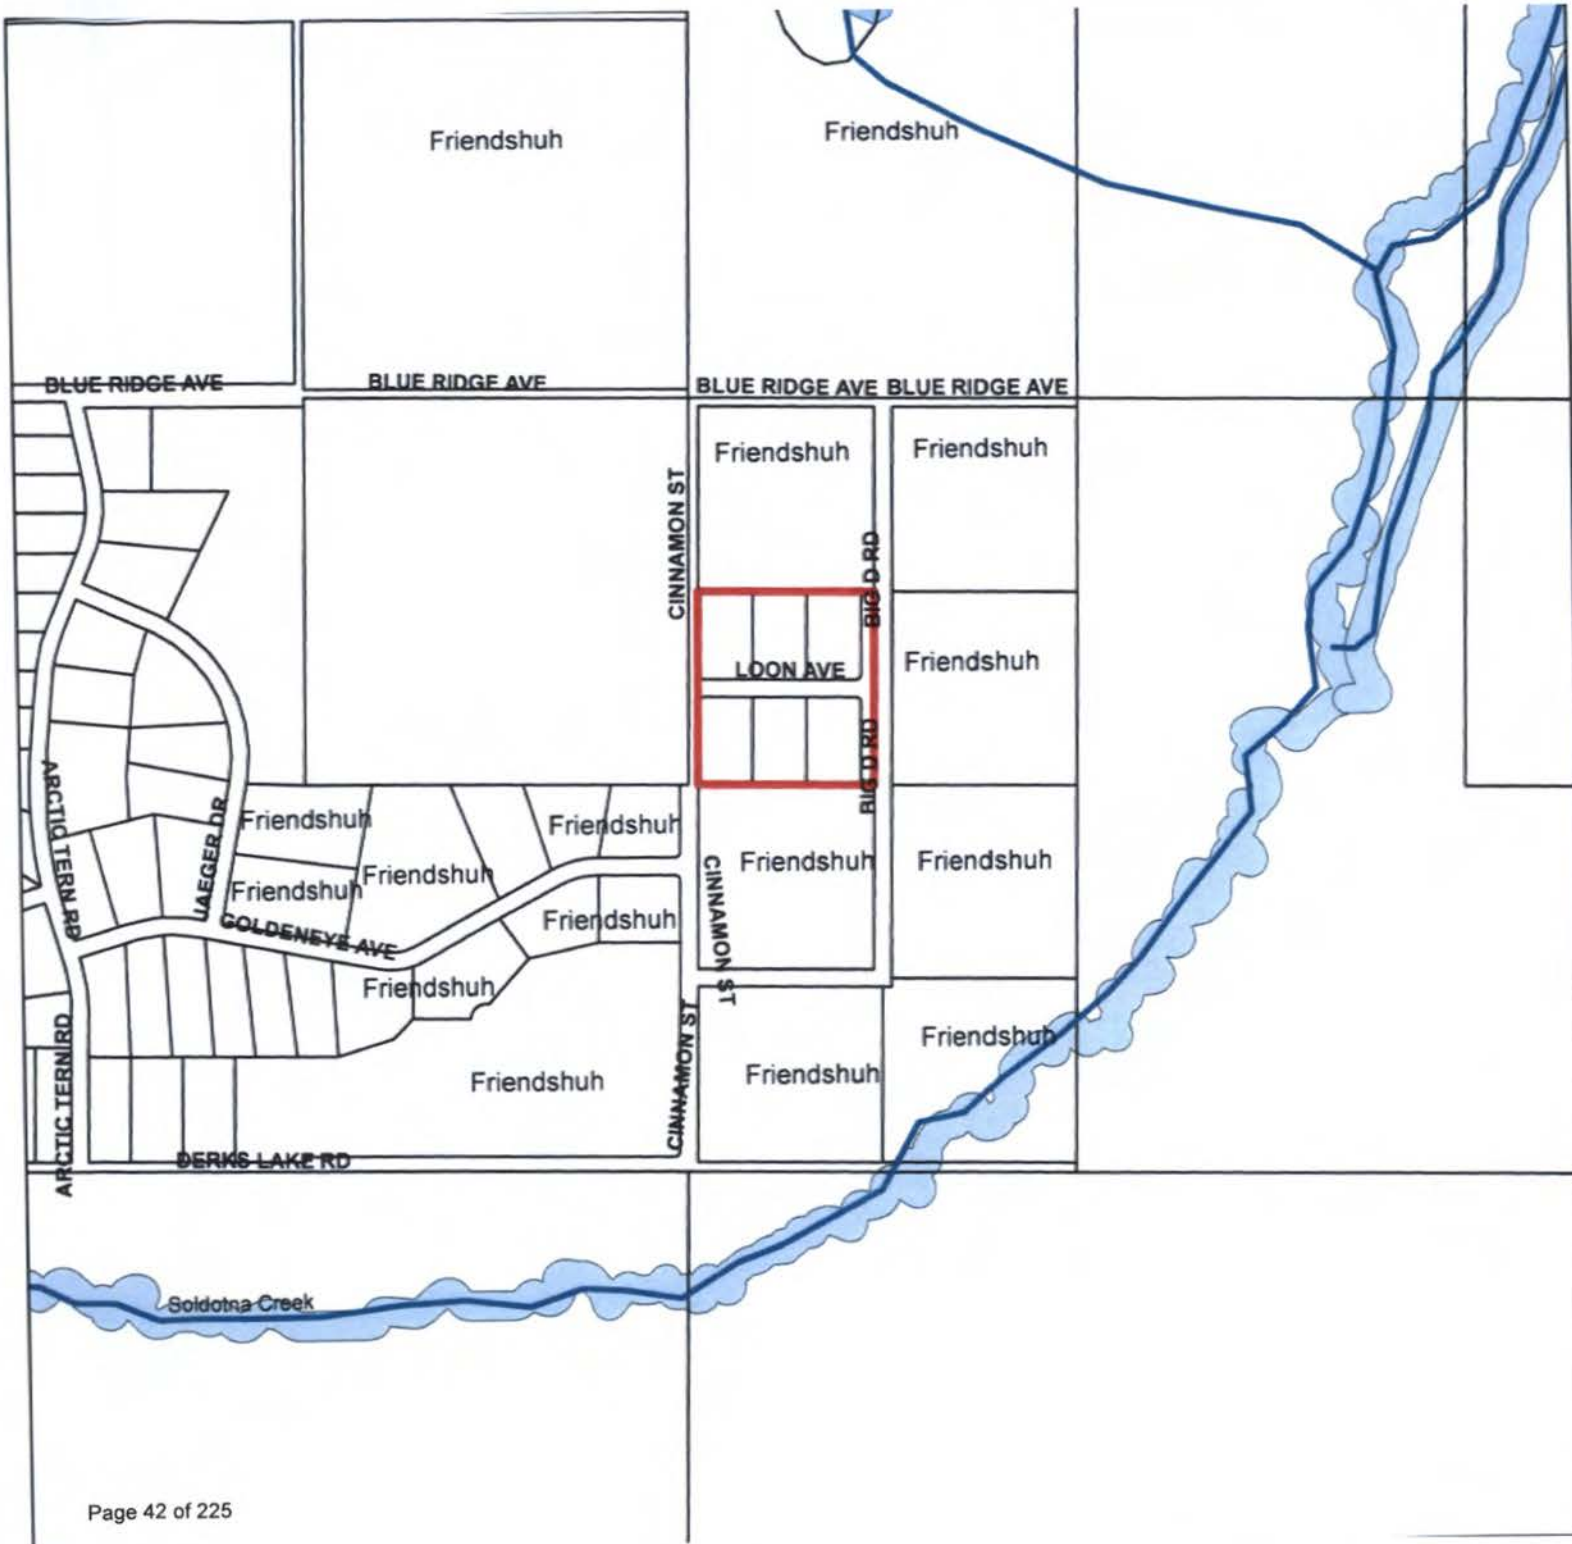 Friendshuh
Friendshuh
BLUE RIDGE AVE
BLUE RIDGE AVE
BLUE RIDGE AVE
BLUE RIDGE AVE
Friendshuh
Friendshuh
CINNAMON ST
BIG D RD
LOON AVE
Friendshuh
BIG D RD
ARCTIC TERN RD
JAEGER DR
Friendshuh
Friendshuh
Friendshuh
Friendshuh
Friendshuh
CINNAMON ST
Friendshuh
Friendshuh
GOLDENEYE AVE
Friendshuh
Friendshuh
CINNAMON ST
Friendshuh
ARCTIC TERN RD
Friendshuh
Friendshuh
DERKS LAKE RD
Soldotna Creek
Page 42 of 225